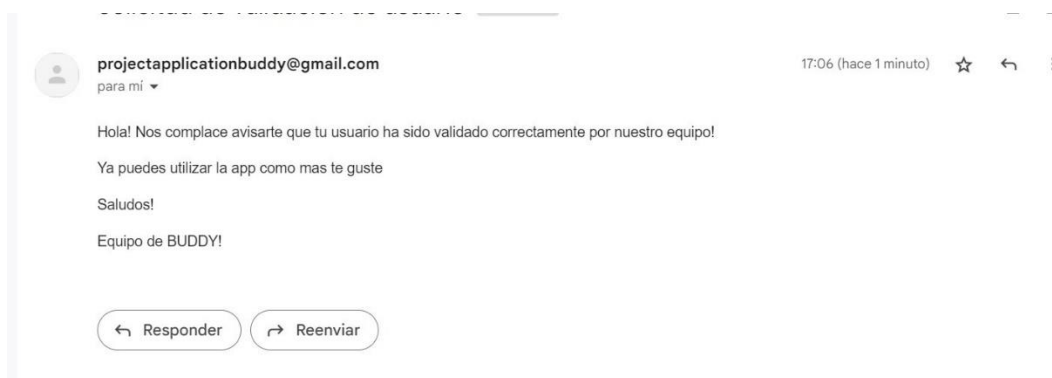 projectapplicationbuddy@gmail.com
17:06 (hace 1 minuto)
para mí
Hola! Nos complace avisarte que tu usuario ha sido validado correctamente por nuestro equipo!
Ya puedes utilizar la app como mas te guste
Saludos!
Equipo de BUDDY!
Responder
Reenviar